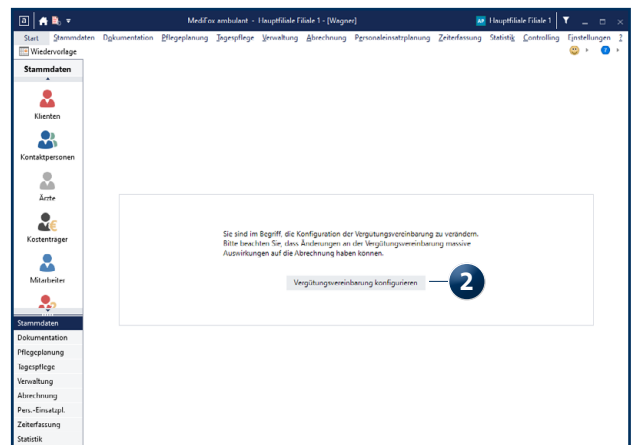 a MediFox ambulant - Hauptfiliale Filiale 1 - [Wagner] AP Hauptfiliale Filiale 1
Start Stammdaten Dokumentation Pflegeplanung Tagespflege Verwaltung Abrechnung Personaleinsatzplanung Zeiterfassung Statistik Controlling Einstellungen ?
Wiedervorlage
Stammdaten
Klienten
Kontaktpersonen
Ärzte
Kostenträger
Mitarbeiter
Sie sind im Begriff, die Konfiguration der Vergütungsvereinbarung zu verändern.
Bitte beachten Sie, dass Änderungen an der Vergütungsvereinbarung massive
Auswirkungen auf die Abrechnung haben können.
Vergütungsvereinbarung konfigurieren
2
Stammdaten
Dokumentation
Pflegeplanung
Tagespflege
Verwaltung
Abrechnung
Pers.-Einsatzpl.
Zeiterfassung
Statistik